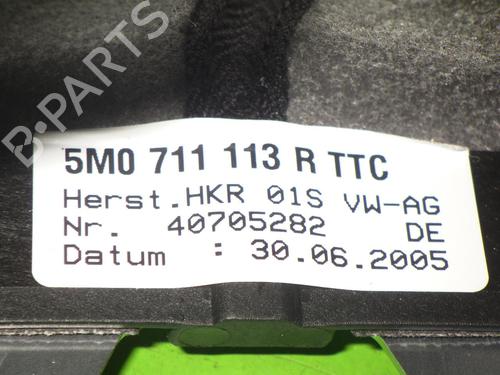 B-PARTS
5M0 711 113 R TTC
Herst. HKR 01S VW-AG
Nr. 40705282 DE
Datum : 30.06.2005